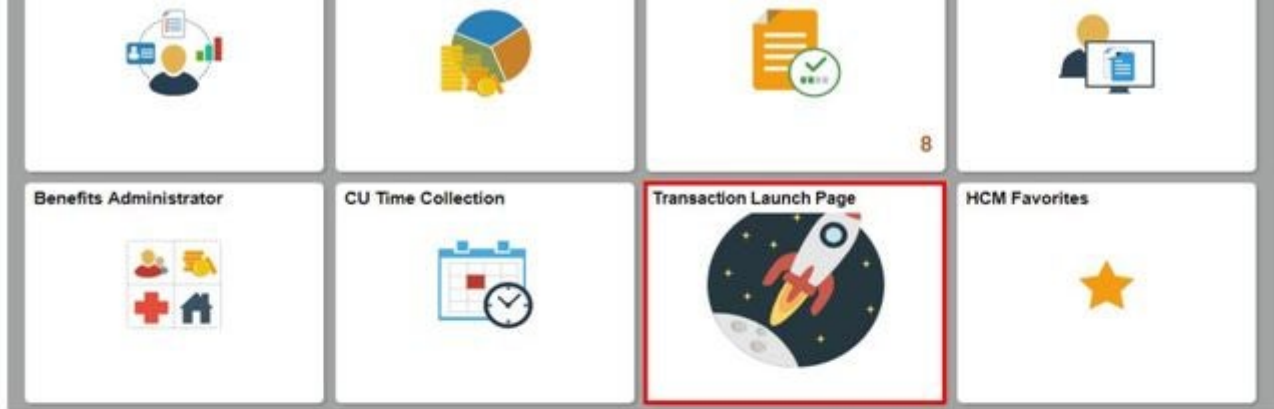 8
Benefits Administrator
CU Time Collection
Transaction Launch Page
HCM Favorites